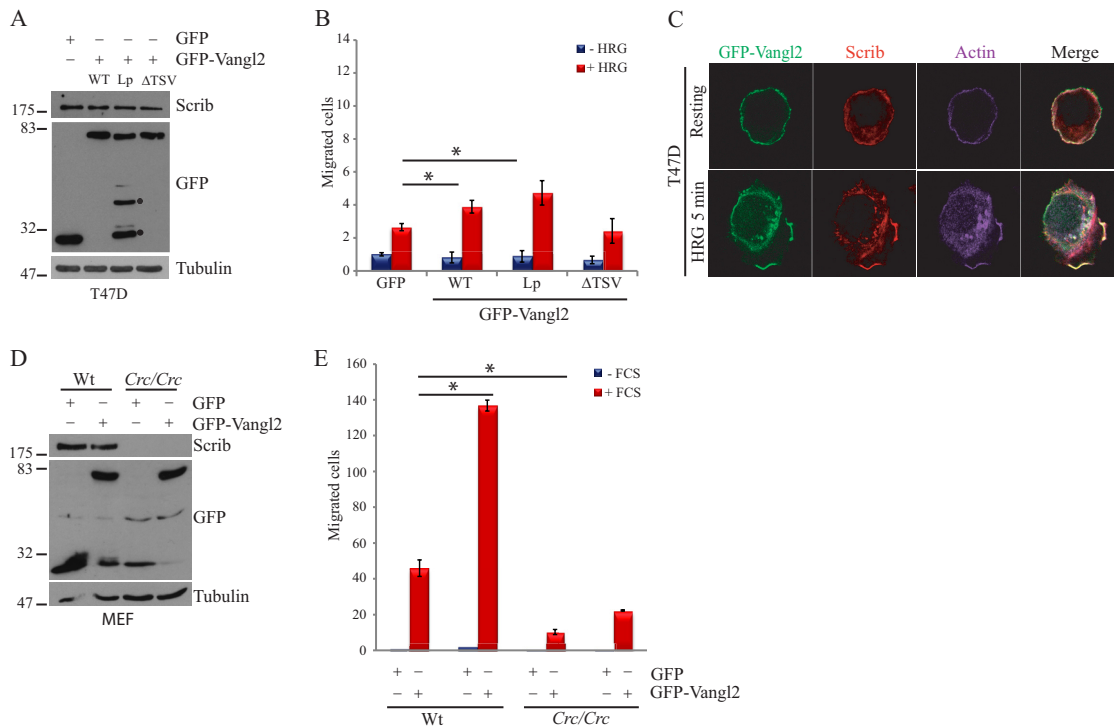 A
+ – – – GFP
– + + + GFP-Vangl2
WT Lp ΔTSV
175 Scrib
83
GFP
32
47 Tubulin
T47D
B
- HRG
+ HRG
Migrated cells
14
12
10
8
6
4
2
0
*
*
GFP WT Lp ΔTSV
GFP-Vangl2
C
GFP-Vangl2 Scrib Actin Merge
T47D
Resting
HRG 5 min
D
Wt Crc/Crc
+ – + – GFP
– + – + GFP-Vangl2
175 Scrib
83
GFP
32
47 Tubulin
MEF
E
- FCS
+ FCS
Migrated cells
160
140
120
100
80
60
40
20
0
*
*
+ – + – + – + – GFP
– + – + – + – + GFP-Vangl2
Wt Crc/Crc